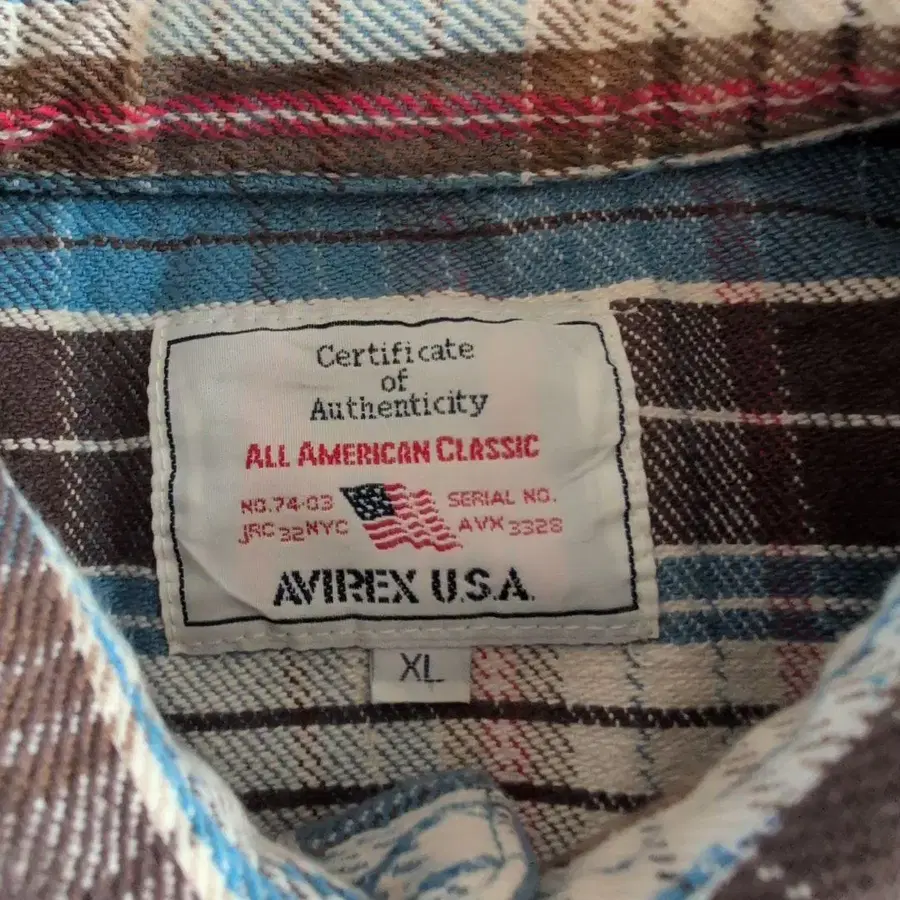 Certificate
of
Authenticity
ALL AMERICAN CLASSIC
NO.74-03 SERIAL NO.
JRC 32NYC AVX 3328
AVIREX U.S.A.
XL